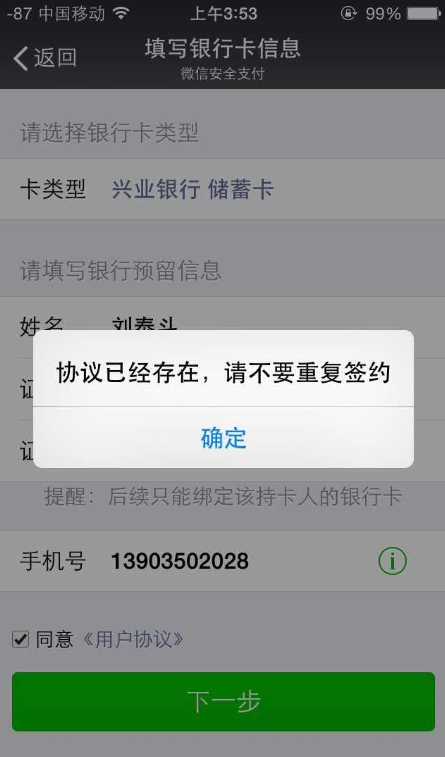 -87 中国移动 上午3:53 99%
返回 填写银行卡信息
微信安全支付
请选择银行卡类型
卡类型 兴业银行 储蓄卡
请填写银行预留信息
姓名 刘泰斗
协议已经存在，请不要重复签约
证
确定
证
提醒：后续只能绑定该持卡人的银行卡
手机号 13903502028
同意《用户协议》
下一步